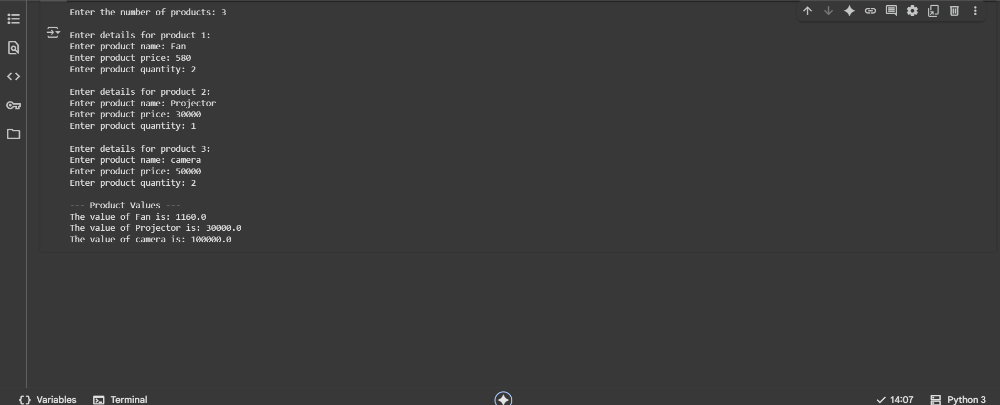 Enter the number of products: 3
Enter details for product 1:
Enter product name: Fan
Enter product price: 580
Enter product quantity: 2
Enter details for product 2:
Enter product name: Projector
Enter product price: 30000
Enter product quantity: 1
Enter details for product 3:
Enter product name: camera
Enter product price: 50000
Enter product quantity: 2
--- Product Values ---
The value of Fan is: 1160.0
The value of Projector is: 30000.0
The value of camera is: 100000.0
Variables Terminal 14:07 Python 3